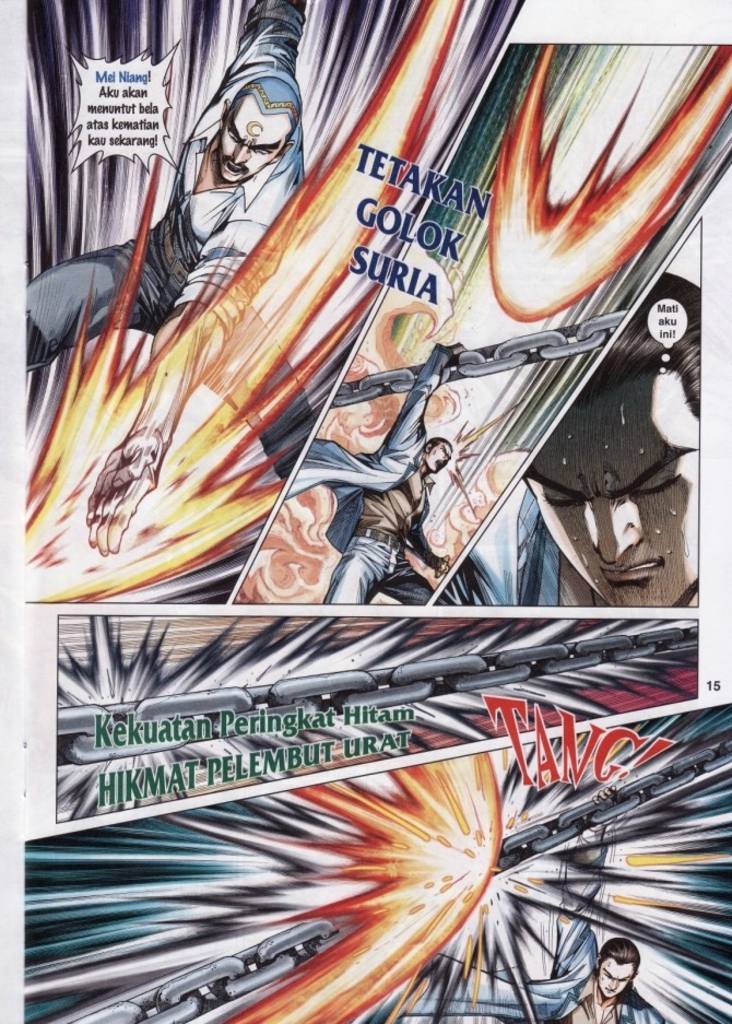 Mei Niang!
Aku akan
menuntut bela
atas kematian
kau sekarang!
TETAKAN
GOLOK
SURIA
Mati
aku
ini!
15
Kekuatan Peringkat Hitam
HIKMAT PELEMBUT URAT
TANG!